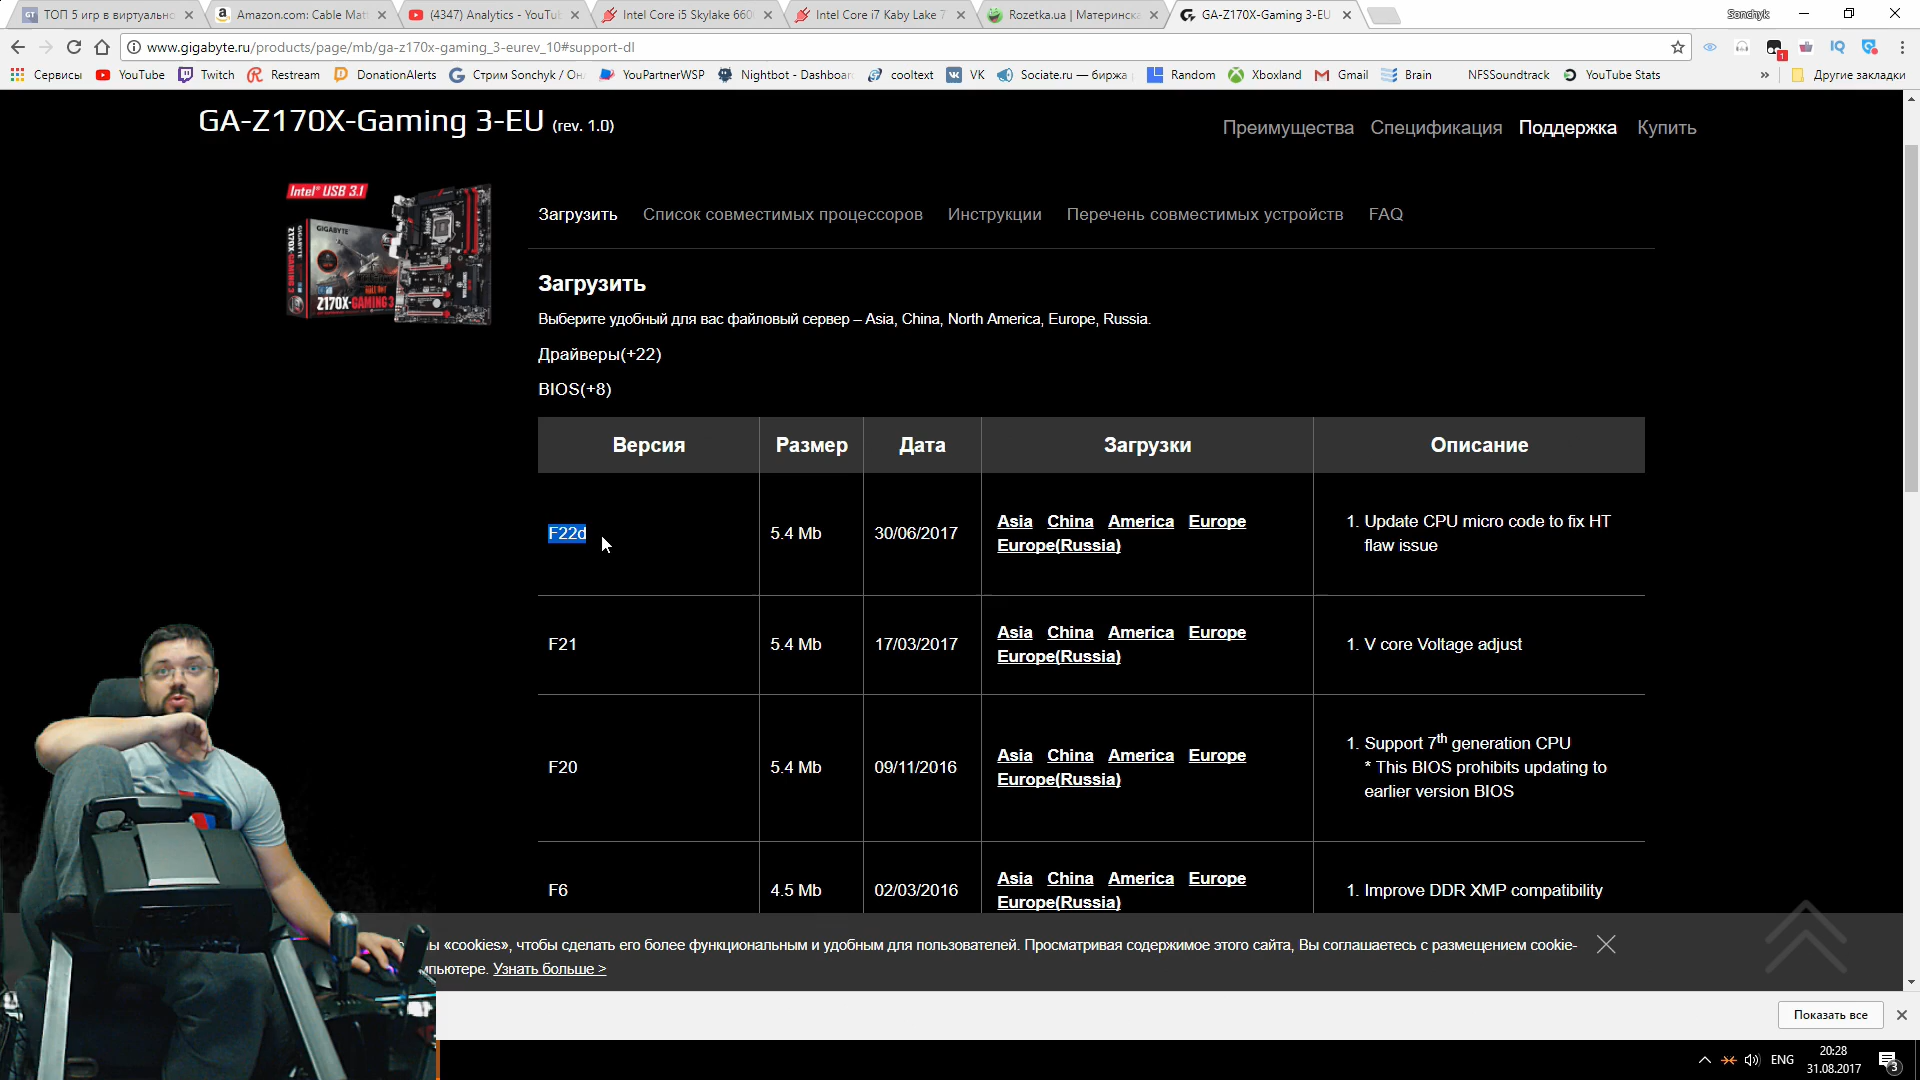 ТОП 5 игр в виртуально
Amazon.com: Cable Mat
(4347) Analytics - YouTu
Intel Core i5 Skylake 660
Intel Core i7 Kaby Lake 7
Rozetka.ua | Материнска
GA-Z170X-Gaming 3-EU
Sonchyk
www.gigabyte.ru/products/page/mb/ga-z170x-gaming_3-eurev_10#support-dl
Сервисы YouTube Twitch Restream DonationAlerts Стрим Sonchyk / Он YouPartnerWSP Nightbot - Dashboar cooltext VK Sociate.ru — биржа Random Xboxland Gmail Brain NFSSoundtrack YouTube Stats » Другие закладки
GA-Z170X-Gaming 3-EU (rev. 1.0)
Преимущества Спецификация Поддержка Купить
Intel® USB 3.1
GIGABYTE
Z170X-GAMING 3
Загрузить Список совместимых процессоров Инструкции Перечень совместимых устройств FAQ
Загрузить
Выберите удобный для вас файловый сервер – Asia, China, North America, Europe, Russia.
Драйверы(+22)
BIOS(+8)
Версия Размер Дата Загрузки Описание
F22d 5.4 Mb 30/06/2017 Asia China America Europe
Europe(Russia)
1. Update CPU micro code to fix HT
flaw issue
F21 5.4 Mb 17/03/2017 Asia China America Europe
Europe(Russia)
1. V core Voltage adjust
F20 5.4 Mb 09/11/2016 Asia China America Europe
Europe(Russia)
1. Support 7th generation CPU
* This BIOS prohibits updating to
earlier version BIOS
F6 4.5 Mb 02/03/2016 Asia China America Europe
Europe(Russia)
1. Improve DDR XMP compatibility
«cookies», чтобы сделать его более функциональным и удобным для пользователей. Просматривая содержимое этого сайта, Вы соглашаетесь с размещением cookie-
мпьютере. Узнать больше >
Показать все
ENG
20:28
31.08.2017
3